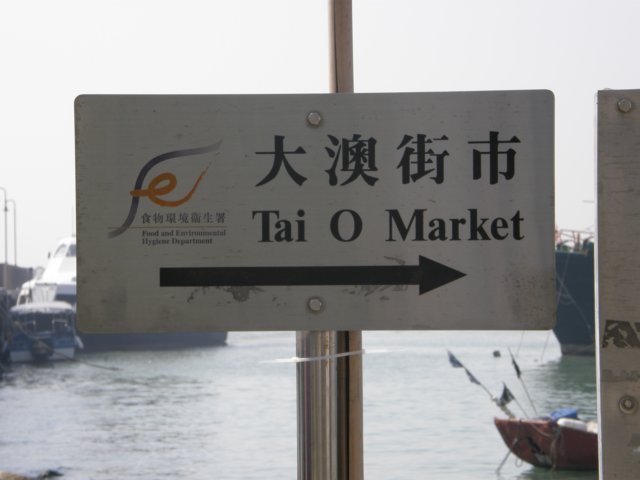 大澳街市
Tai O Market
食物環境衞生署
Food and Environmental
Hygiene Department